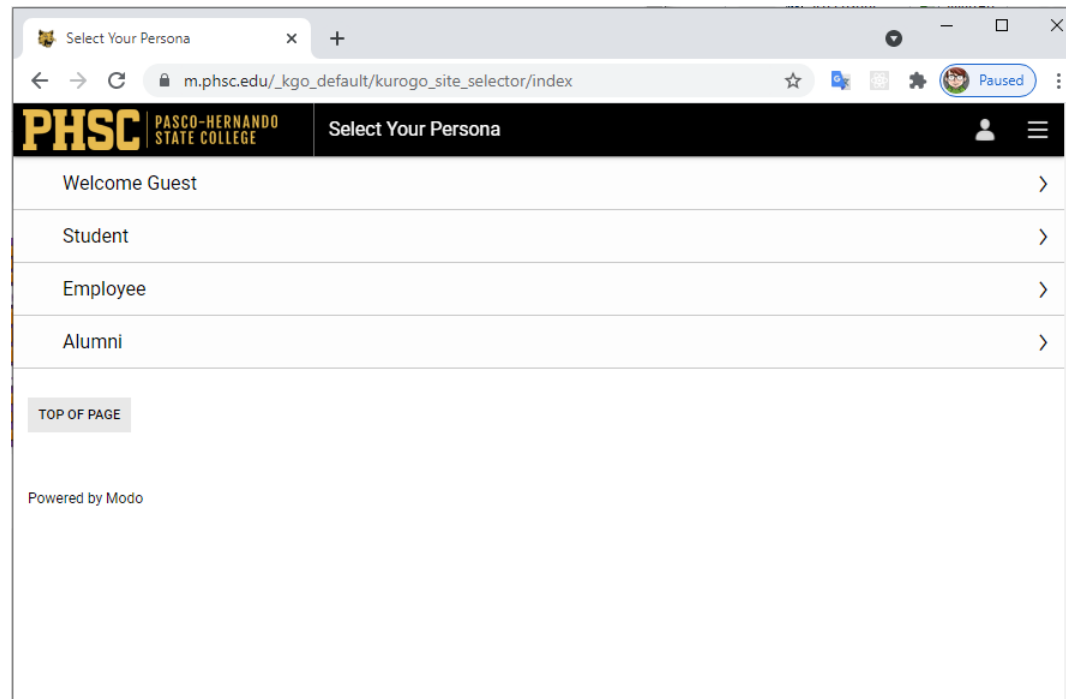 Select Your Persona
m.phsc.edu/_kgo_default/kurogo_site_selector/index
Paused
PHSC PASCO-HERNANDO
STATE COLLEGE
Select Your Persona
Welcome Guest
Student
Employee
Alumni
TOP OF PAGE
Powered by Modo